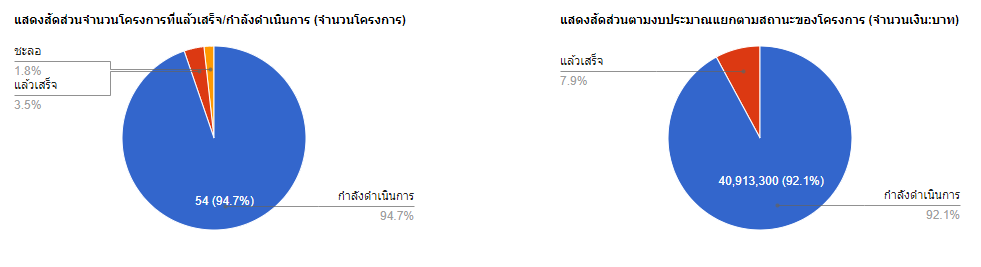 แสดงสัดส่วนจำนวนโครงการที่แล้วเสร็จ/กำลังดำเนินการ (จำนวนโครงการ)
ชะลอ
1.8%
แล้วเสร็จ
3.5%
54 (94.7%)
กำลังดำเนินการ
94.7%
แสดงสัดส่วนตามงบประมาณแยกตามสถานะของโครงการ (จำนวนเงิน:บาท)
แล้วเสร็จ
7.9%
40,913,300 (92.1%)
กำลังดำเนินการ
92.1%